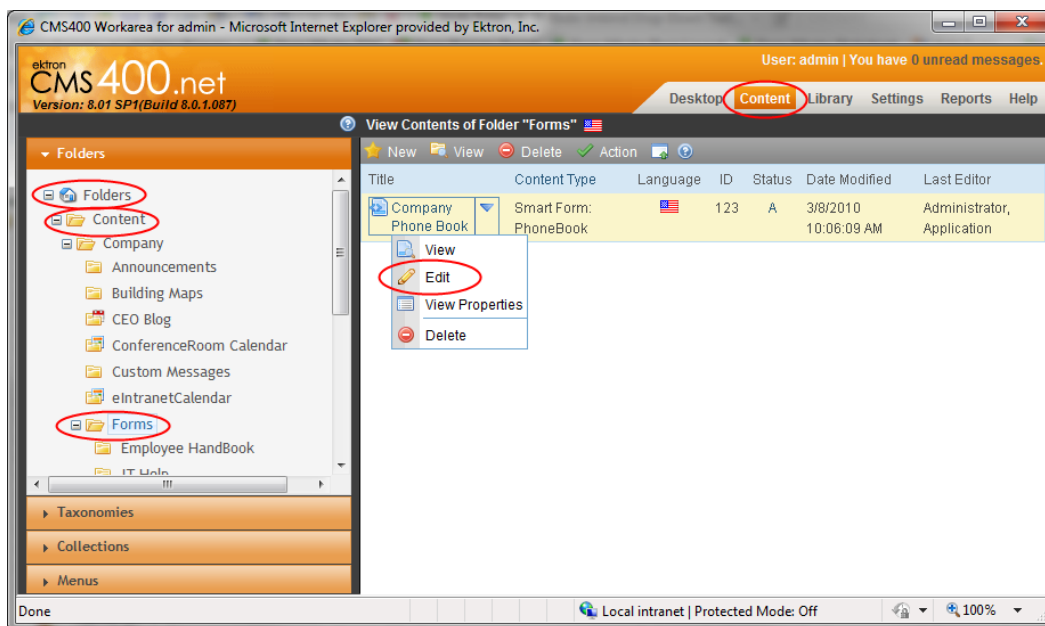 CMS400 Workarea for admin - Microsoft Internet Explorer provided by Ektron, Inc.
ektron
CMS400.net
Version: 8.01 SP1(Build 8.0.1.087)
User: admin | You have 0 unread messages.
Desktop Content Library Settings Reports Help
View Contents of Folder "Forms"
Folders
New View Delete Action
Folders
Content
Company
Announcements
Building Maps
CEO Blog
ConferenceRoom Calendar
Custom Messages
eIntranetCalendar
Forms
Employee HandBook
IT Help
Taxonomies
Collections
Menus
Title Content Type Language ID Status Date Modified Last Editor
Company Phone Book Smart Form: PhoneBook 123 A 3/8/2010 10:06:09 AM Administrator, Application
View
Edit
View Properties
Delete
Done
Local intranet | Protected Mode: Off
100%